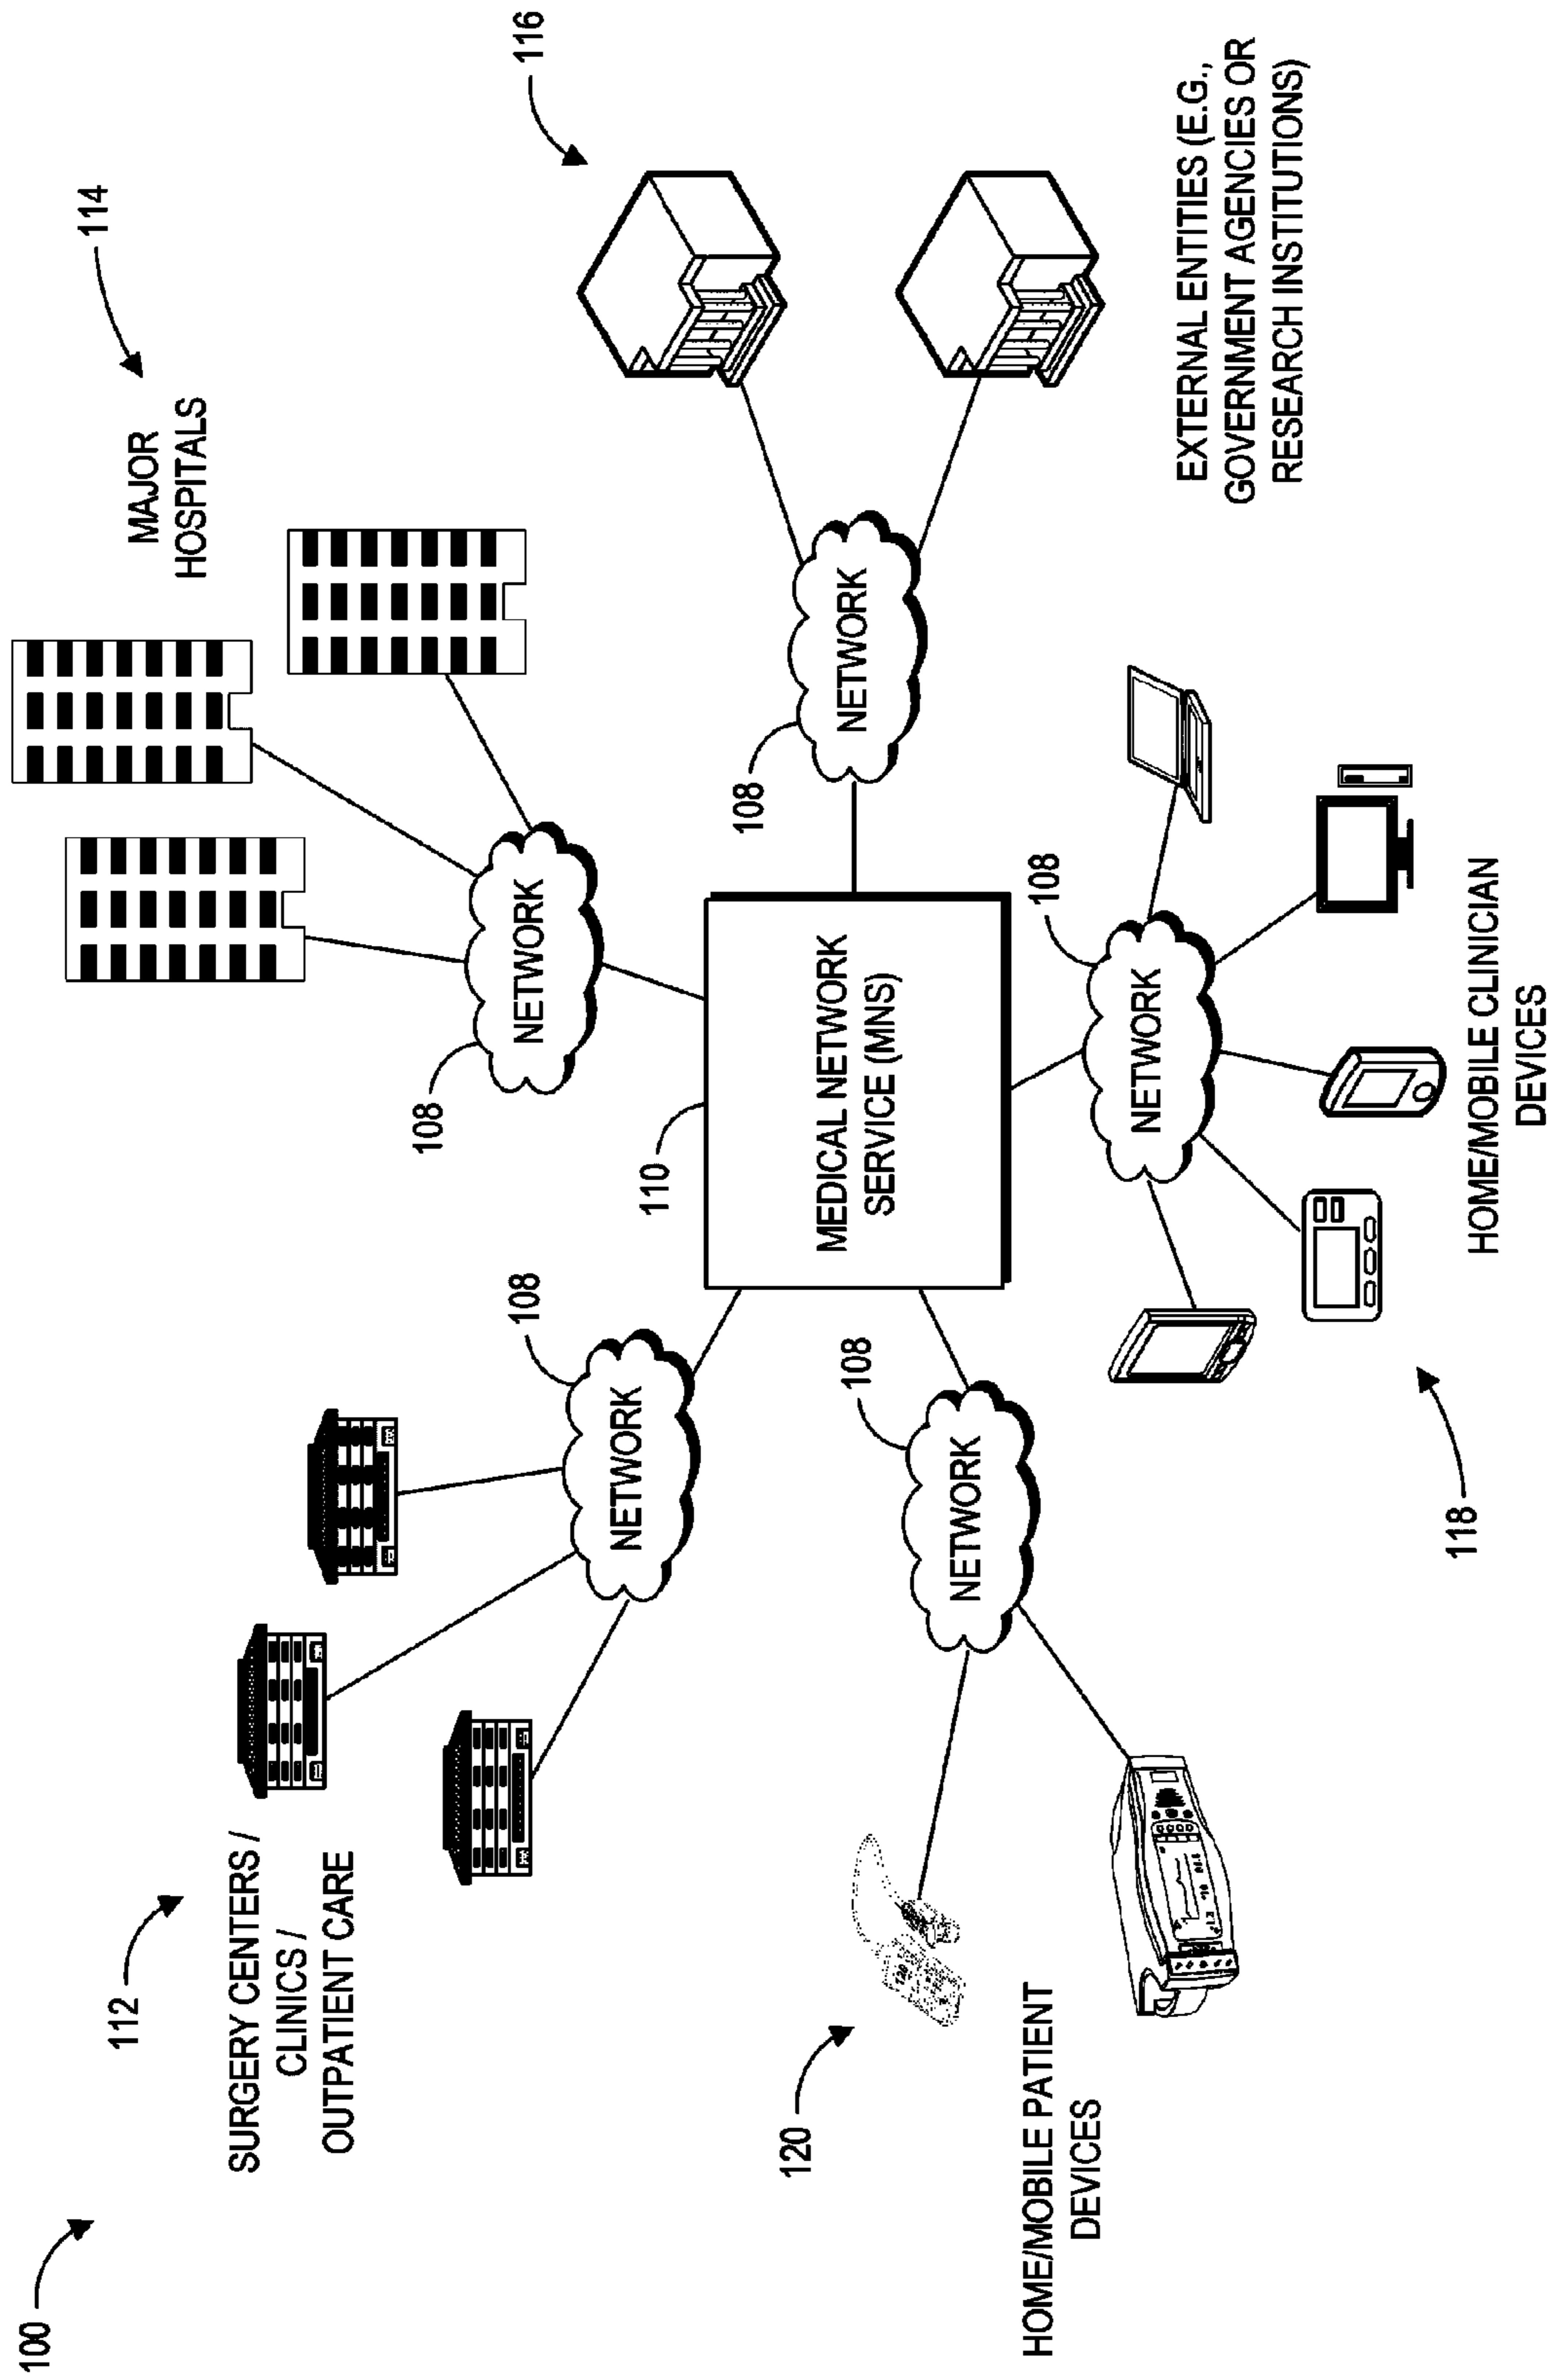 100
112
SURGERY CENTERS /
CLINICS /
OUTPATIENT CARE
114
MAJOR
HOSPITALS
116
108
NETWORK
108
NETWORK
108
NETWORK
110
MEDICAL NETWORK
SERVICE (MNS)
120
HOME/MOBILE PATIENT
DEVICES
108
NETWORK
108
NETWORK
118
HOME/MOBILE CLINICIAN
DEVICES
EXTERNAL ENTITIES (E.G.,
GOVERNMENT AGENCIES OR
RESEARCH INSTITUTIONS)